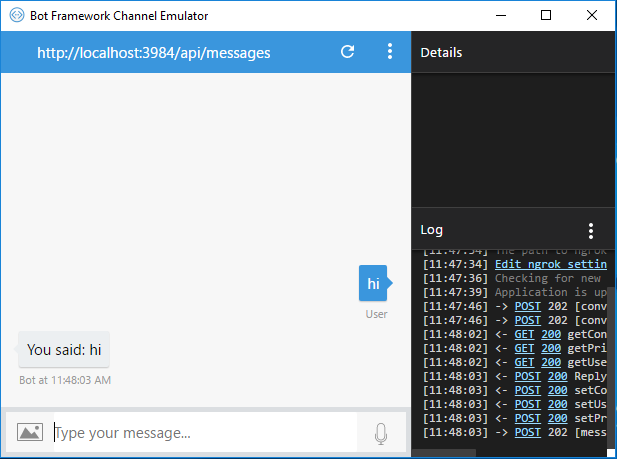 Bot Framework Channel Emulator
http://localhost:3984/api/messages
hi
User
You said: hi
Bot at 11:48:03 AM
Type your message...
Details
Log
[11:47:34] The path to ngrok
[11:47:34] Edit ngrok settin
[11:47:36] Checking for new
[11:47:39] Application is up
[11:47:46] -> POST 202 [conv
[11:47:46] -> POST 202 [conv
[11:48:02] <- GET 200 getCon
[11:48:02] <- GET 200 getPri
[11:48:02] <- GET 200 getUse
[11:48:03] <- POST 200 Reply
[11:48:03] <- POST 200 setCo
[11:48:03] <- POST 200 setUs
[11:48:03] <- POST 200 setPr
[11:48:03] -> POST 202 [mess